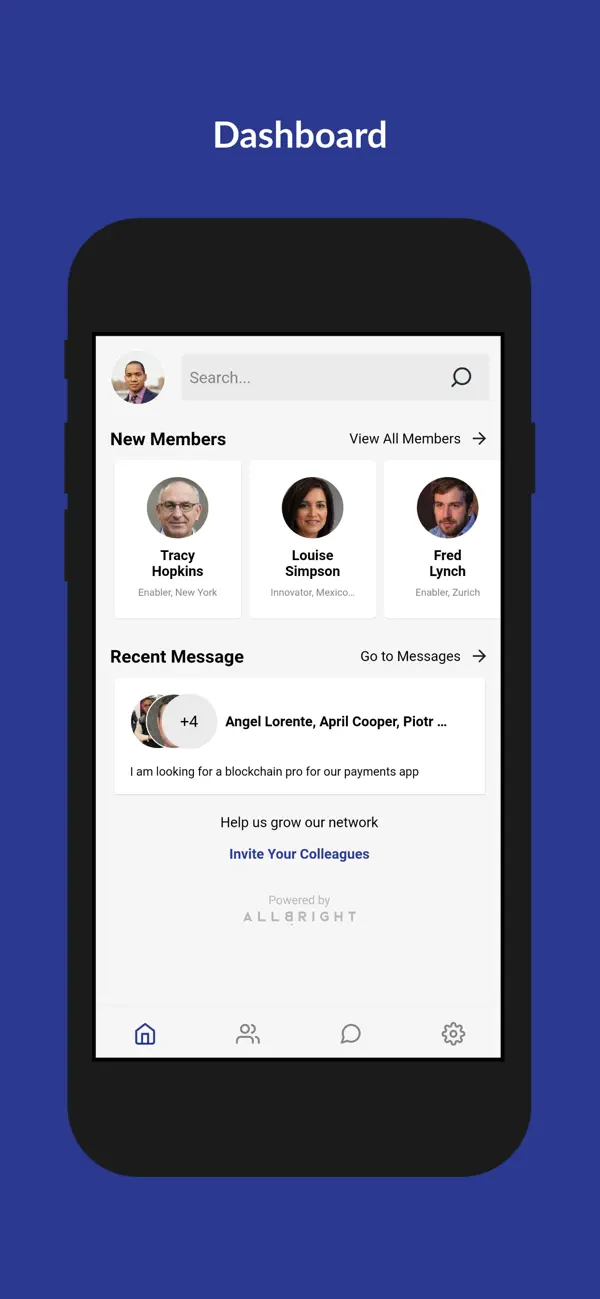 Dashboard
Search...
New Members
View All Members
Tracy
Hopkins
Enabler, New York
Louise
Simpson
Innovator, Mexico...
Fred
Lynch
Enabler, Zurich
Recent Message
Go to Messages
+4
Angel Lorente, April Cooper, Piotr ...
I am looking for a blockchain pro for our payments app
Help us grow our network
Invite Your Colleagues
Powered by
ALLBRIGHT